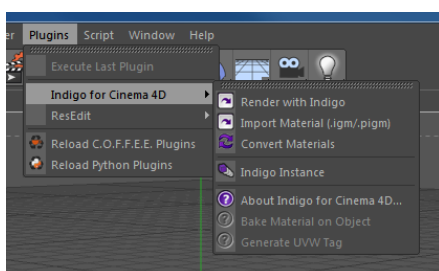 er Plugins Script Window Help
Execute Last Plugin
Indigo for Cinema 4D
ResEdit
Reload C.O.F.F.E.E. Plugins
Reload Python Plugins
Render with Indigo
Import Material (.igm/.pigm)
Convert Materials
Indigo Instance
About Indigo for Cinema 4D...
Bake Material on Object
Generate UVW Tag